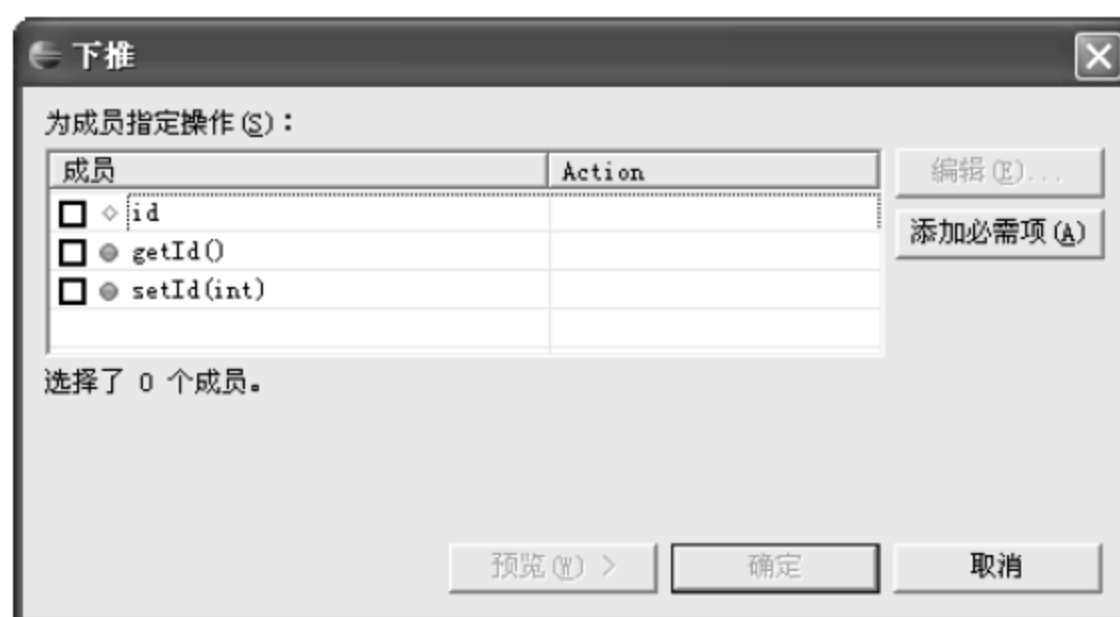 下推
为成员指定操作(S):
成员 Action
编辑(E)...
id
添加必需项(A)
getId()
setId(int)
选择了 0 个成员。
预览(W) > 确定 取消